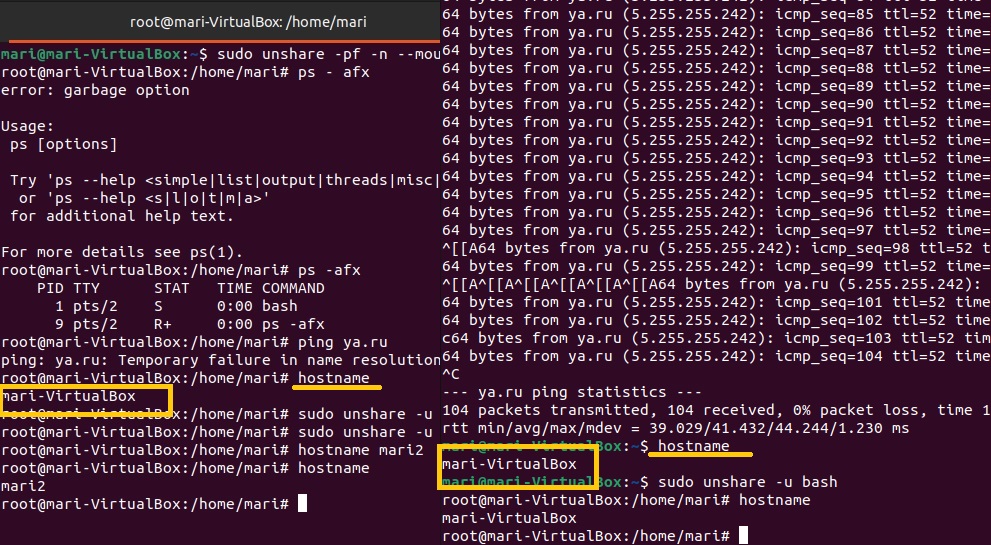 root@mari-VirtualBox: /home/mari
mari@mari-VirtualBox:~$ sudo unshare -pf -n --mou
root@mari-VirtualBox:/home/mari# ps - afx
error: garbage option
Usage:
ps [options]
Try 'ps --help <simple|list|output|threads|misc|
or 'ps --help <s|l|o|t|m|a>'
for additional help text.
For more details see ps(1).
root@mari-VirtualBox:/home/mari# ps -afx
PID TTY STAT TIME COMMAND
1 pts/2 S 0:00 bash
9 pts/2 R+ 0:00 ps -afx
root@mari-VirtualBox:/home/mari# ping ya.ru
ping: ya.ru: Temporary failure in name resolution
root@mari-VirtualBox:/home/mari# hostname
mari-VirtualBox
root@mari-VirtualBox:/home/mari# sudo unshare -u
root@mari-VirtualBox:/home/mari# sudo unshare -u
root@mari-VirtualBox:/home/mari# hostname mari2
root@mari-VirtualBox:/home/mari# hostname
mari2
root@mari-VirtualBox:/home/mari#
64 bytes from ya.ru (5.255.255.242): icmp_seq=85 ttl=52 time=
64 bytes from ya.ru (5.255.255.242): icmp_seq=86 ttl=52 time=
64 bytes from ya.ru (5.255.255.242): icmp_seq=87 ttl=52 time=
64 bytes from ya.ru (5.255.255.242): icmp_seq=88 ttl=52 time=
64 bytes from ya.ru (5.255.255.242): icmp_seq=89 ttl=52 time=
64 bytes from ya.ru (5.255.255.242): icmp_seq=90 ttl=52 time=
64 bytes from ya.ru (5.255.255.242): icmp_seq=91 ttl=52 time=
64 bytes from ya.ru (5.255.255.242): icmp_seq=92 ttl=52 time=
64 bytes from ya.ru (5.255.255.242): icmp_seq=93 ttl=52 time=
64 bytes from ya.ru (5.255.255.242): icmp_seq=94 ttl=52 time=
64 bytes from ya.ru (5.255.255.242): icmp_seq=95 ttl=52 time=
64 bytes from ya.ru (5.255.255.242): icmp_seq=96 ttl=52 time=
64 bytes from ya.ru (5.255.255.242): icmp_seq=97 ttl=52 time=
^[[A64 bytes from ya.ru (5.255.255.242): icmp_seq=98 ttl=52 t
64 bytes from ya.ru (5.255.255.242): icmp_seq=99 ttl=52 time=
^[[A^[[A^[[A^[[A^[[A^[[A64 bytes from ya.ru (5.255.255.242):
64 bytes from ya.ru (5.255.255.242): icmp_seq=101 ttl=52 time
64 bytes from ya.ru (5.255.255.242): icmp_seq=102 ttl=52 time
c64 bytes from ya.ru (5.255.255.242): icmp_seq=103 ttl=52 tim
64 bytes from ya.ru (5.255.255.242): icmp_seq=104 ttl=52 time
^C
--- ya.ru ping statistics ---
104 packets transmitted, 104 received, 0% packet loss, time 1
rtt min/avg/max/mdev = 39.029/41.432/44.244/1.230 ms
mari@mari-VirtualBox:~$ hostname
mari-VirtualBox
mari@mari-VirtualBox:~$ sudo unshare -u bash
root@mari-VirtualBox:/home/mari# hostname
mari-VirtualBox
root@mari-VirtualBox:/home/mari#